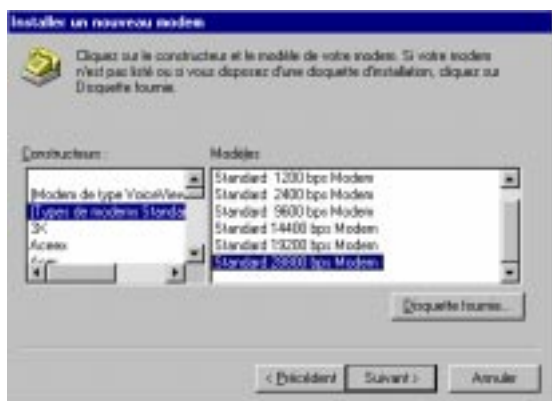 Installer un nouveau modem
Cliquez sur le constructeur et le modèle de votre modem. Si votre modem
n'est pas listé ou si vous disposez d'une disquette d'installation, cliquez sur
Disquette fournie.
Constructeurs :
Modèles
(Modem de type VoiceView
(Types de modems Standa
3X
Aceex
Acer
Standard 1200 bps Modem
Standard 2400 bps Modem
Standard 9600 bps Modem
Standard 14400 bps Modem
Standard 19200 bps Modem
Standard 28800 bps Modem
Disquette fournie...
< Précédent
Suivant >
Annuler